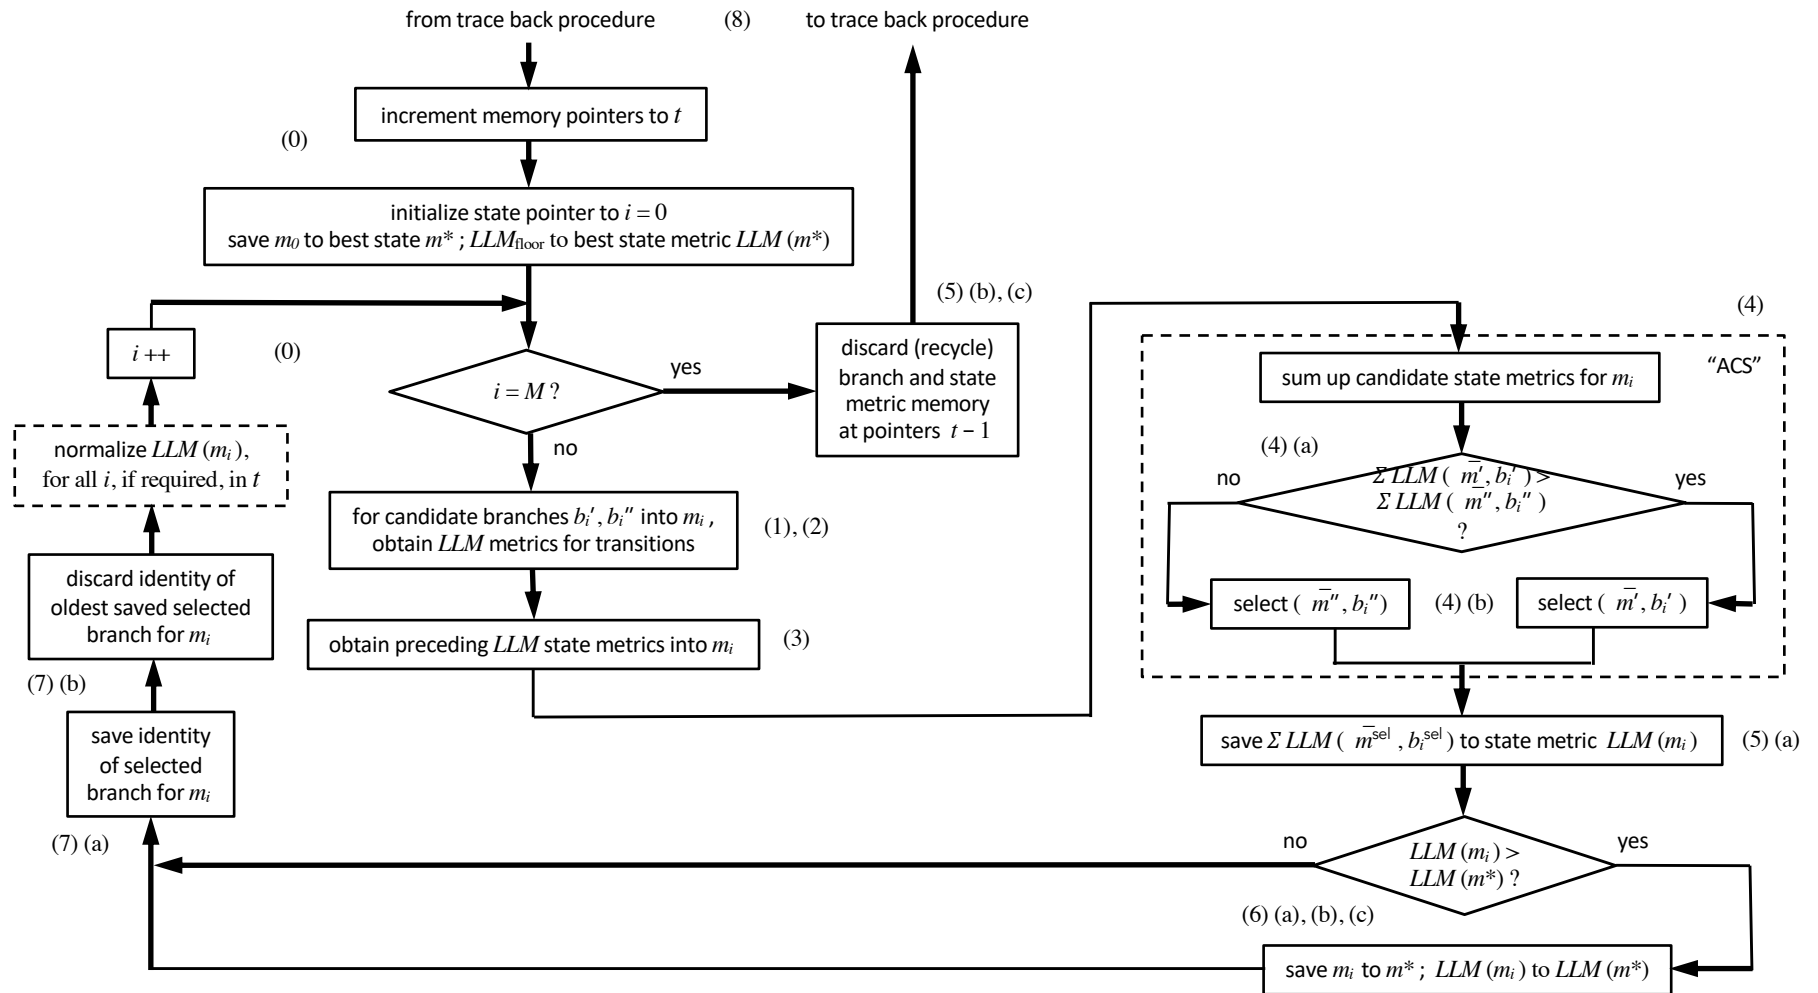 from trace back procedure
(8)
to trace back procedure
increment memory pointers to t
(0)
initialize state pointer to i = 0
save m₀ to best state m* ; LLM_floor to best state metric LLM (m*)
i ++
(0)
i = M ?
yes
no
(5) (b), (c)
discard (recycle)
branch and state
metric memory
at pointers t − 1
normalize LLM (mᵢ),
for all i, if required, in t
for candidate branches bᵢ′, bᵢ″ into mᵢ ,
obtain LLM metrics for transitions
(1), (2)
discard identity of
oldest saved selected
branch for mᵢ
obtain preceding LLM state metrics into mᵢ
(3)
(7) (b)
save identity
of selected
branch for mᵢ
(7) (a)
(4)
“ACS”
sum up candidate state metrics for mᵢ
(4) (a)
no
Σ LLM ( m̅′, bᵢ′ ) >
Σ LLM ( m̅″, bᵢ″ )
?
yes
select ( m̅″, bᵢ″)
(4) (b)
select ( m̅′, bᵢ′ )
save Σ LLM ( m̅ˢᵉˡ , bᵢˢᵉˡ ) to state metric LLM (mᵢ)
(5) (a)
no
LLM (mᵢ) >
LLM (m*) ?
yes
(6) (a), (b), (c)
save mᵢ to m* ; LLM (mᵢ) to LLM (m*)